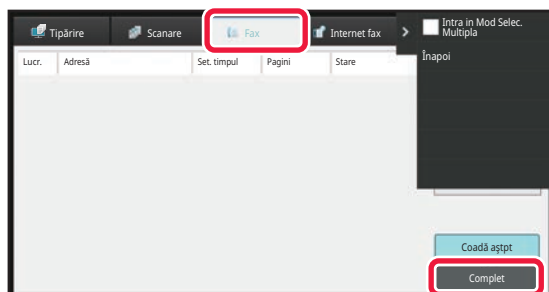 Tipărire
Scanare
Fax
Internet fax
Intra in Mod Selec.
Multipla
Înapoi
Lucr.
Adresă
Set. timpul
Pagini
Stare
Coadă aştpt
Complet